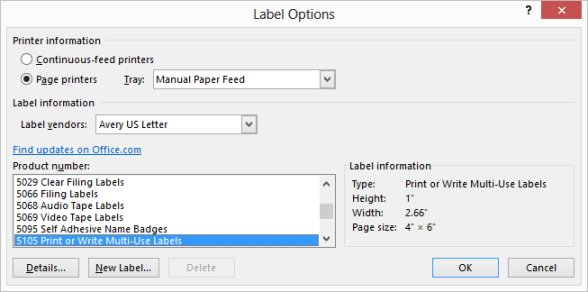 Label Options
?
Printer information
Continuous-feed printers
Page printers Tray: Manual Paper Feed
Label information
Label vendors: Avery US Letter
Find updates on Office.com
Product number:
5029 Clear Filing Labels
5066 Filing Labels
5068 Audio Tape Labels
5069 Video Tape Labels
5095 Self Adhesive Name Badges
5105 Print or Write Multi-Use Labels
Label information
Type: Print or Write Multi-Use Labels
Height: 1"
Width: 2.66"
Page size: 4" × 6"
Details... New Label... Delete OK Cancel